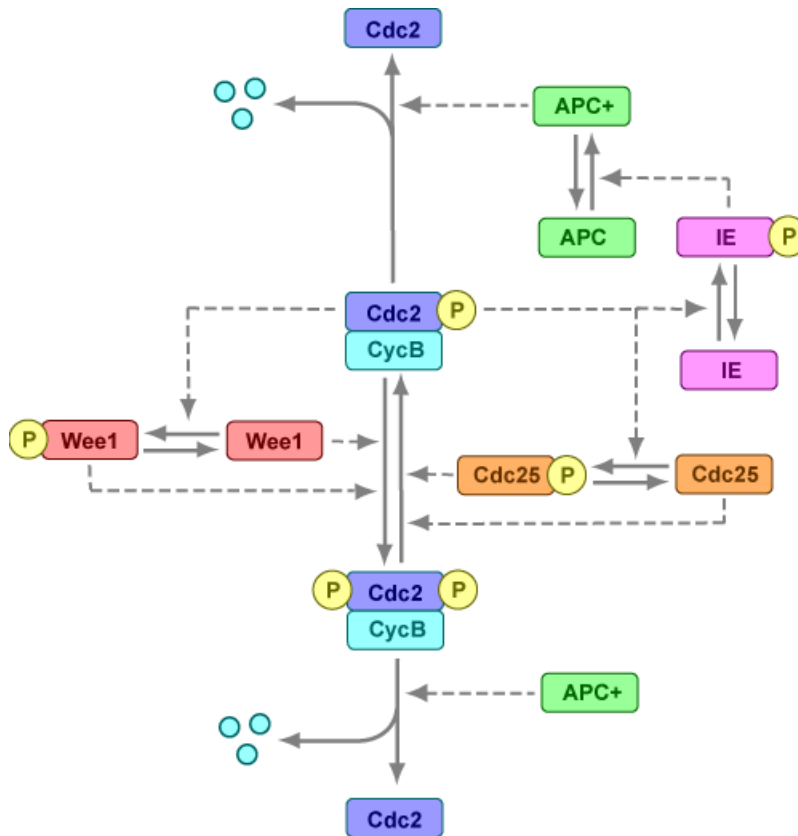 Cdc2
APC+
APC
IE P
Cdc2 P
CycB
IE
P Wee1
Wee1
Cdc25 P
Cdc25
P Cdc2 P
CycB
APC+
Cdc2